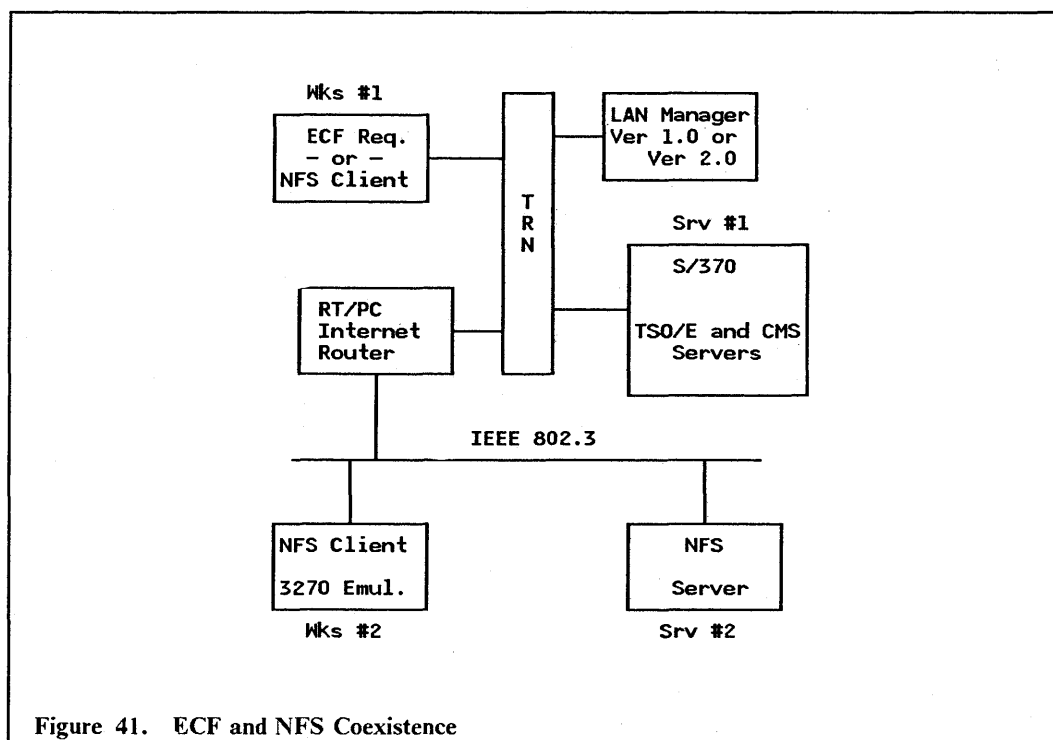 Wks #1
ECF Req.
- or -
NFS Client
T
R
N
LAN Manager
Ver 1.0 or
Ver 2.0
Srv #1
S/370
TSO/E and CMS
Servers
RT/PC
Internet
Router
IEEE 802.3
NFS Client
3270 Emul.
Wks #2
NFS
Server
Srv #2
Figure 41. ECF and NFS Coexistence